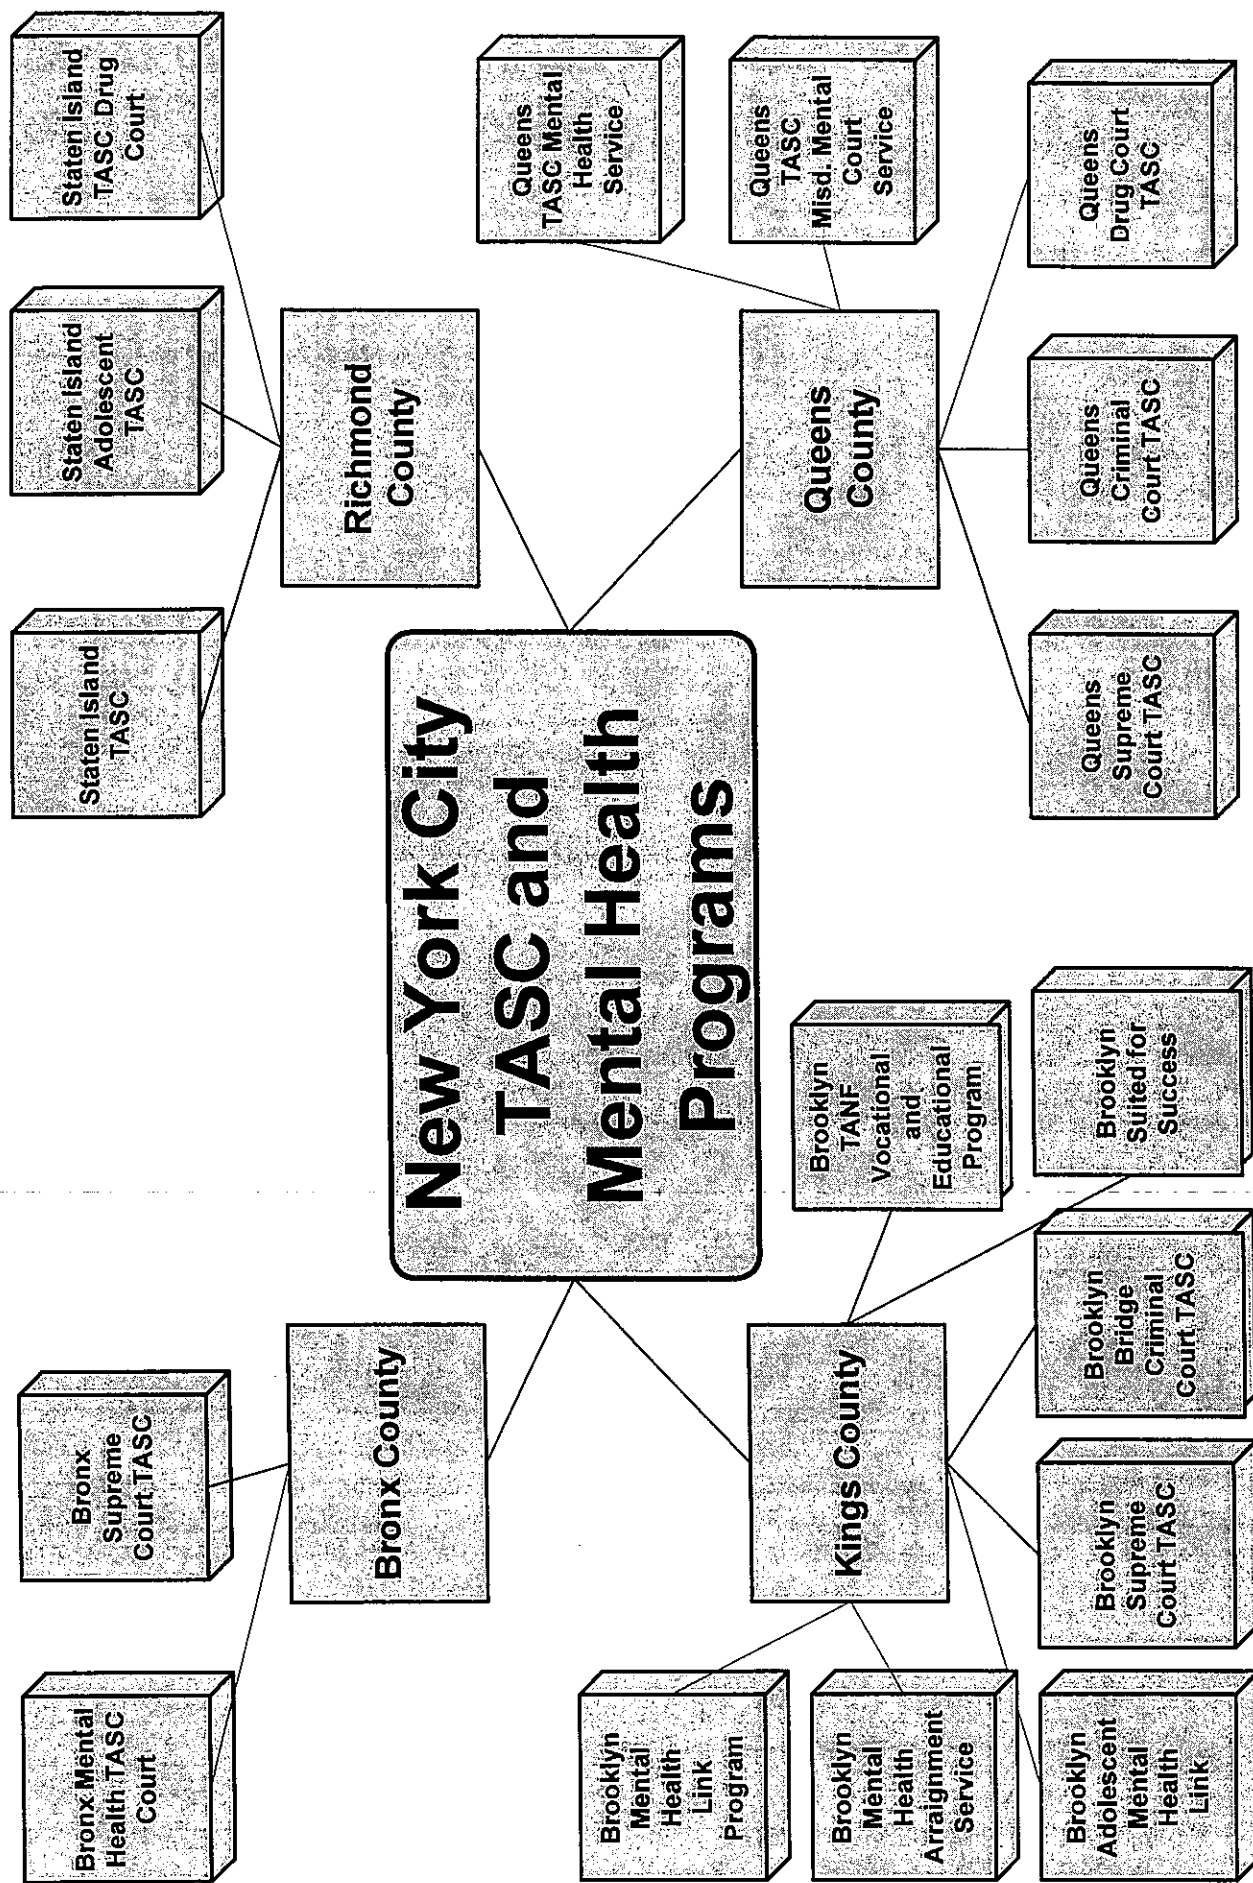 Bronx Mental
Health TASC
Court
Bronx
Supreme
Court TASC
Staten Island
TASC
Staten Island
Adolescent
TASC
Staten Island
TASC Drug
Court
Bronx County
Richmond
County
New York City
TASC and
Mental Health
Programs
Queens
TASC Mental
Health
Service
Queens
TASC
Misd. Mental
Court
Service
Brooklyn
Mental
Health
Link
Program
Brooklyn
Mental
Health
Arraignment
Service
Kings County
Brooklyn
TANF
Vocational
and
Educational
Program
Queens
County
Brooklyn
Adolescent
Mental
Health
Link
Brooklyn
Supreme
Court TASC
Brooklyn
Bridge
Criminal
Court TASC
Brooklyn
Suited for
Success
Queens
Supreme
Court TASC
Queens
Criminal
Court TASC
Queens
Drug Court
TASC